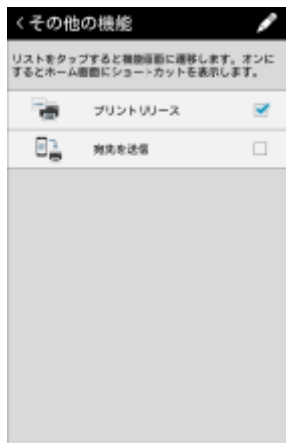 その他の機能
リストをタップすると機能画面に遷移します。オンに
するとホーム画面にショートカットを表示します。
プリントリリース
宛先を送信